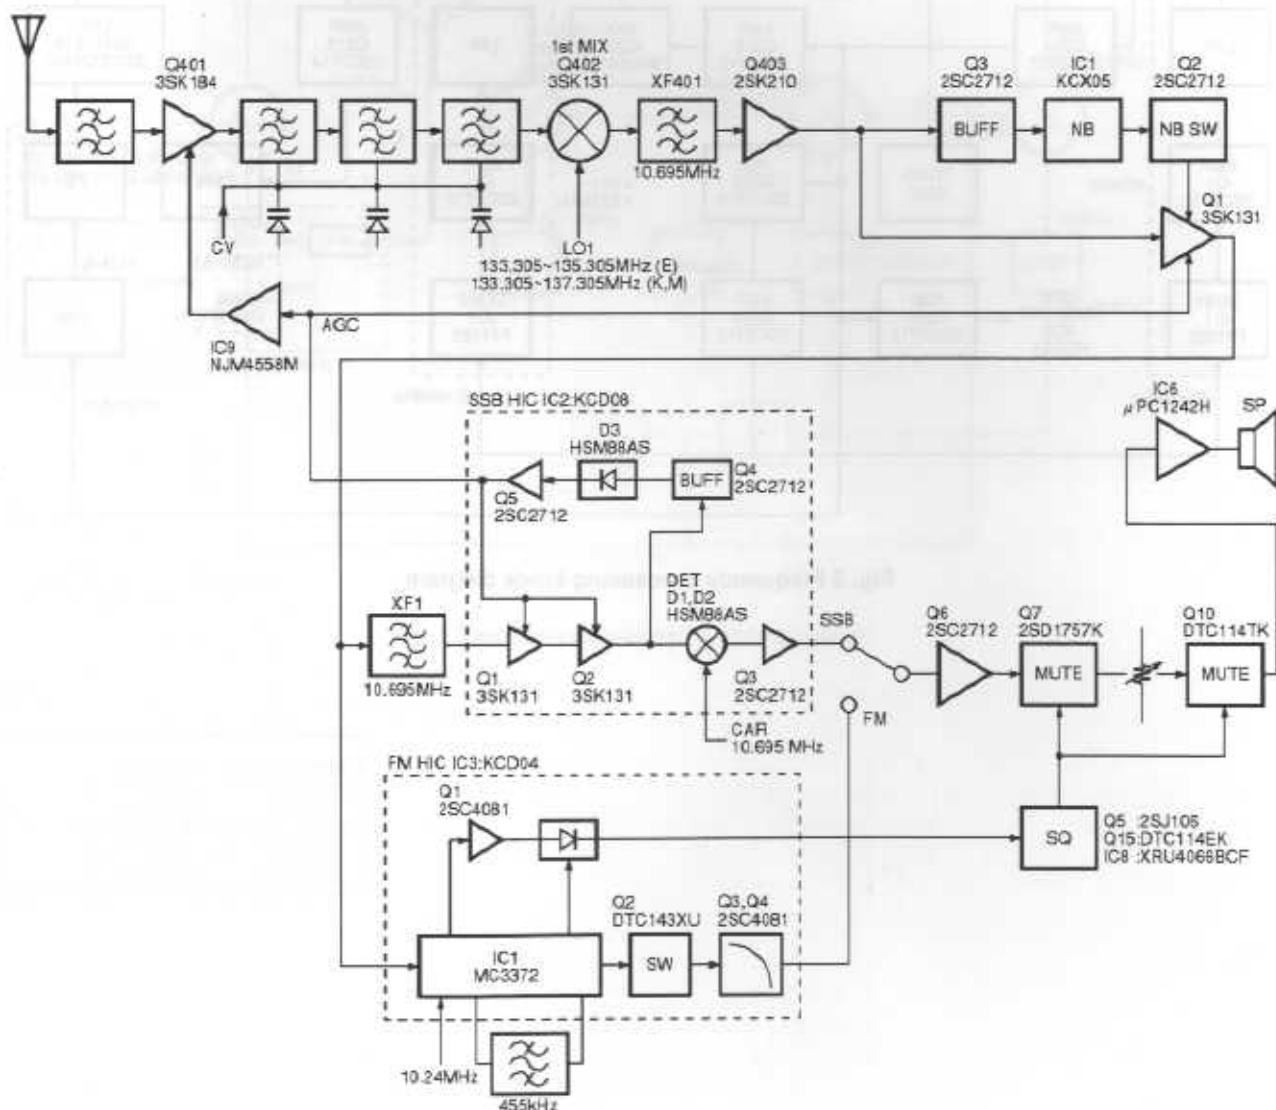 Q401
3SK184
1st MIX
Q402
3SK131
XF401
Q403
2SK210
Q3
2SC2712
IC1
KCX05
Q2
2SC2712
BUFF
NB
NB SW
10.695MHz
Q1
3SK131
CV
LO1
133.305~135.305MHz (E)
133.305~137.305MHz (K,M)
AGC
IC9
NJM4558M
SSB HIC IC2:KCD08
D3
HSM88AS
BUFF
Q4
2SC2712
Q5
2SC2712
IC6
μPC1242H
SP
DET
D1,D2
HSM88AS
XF1
10.695MHz
Q1
3SK131
Q2
3SK131
Q3
2SC2712
SSB
FM
CAR
10.695 MHz
Q6
2SC2712
Q7
2SD1757K
MUTE
Q10
DTC114TK
MUTE
FM HIC IC3:KCD04
Q1
2SC4081
SQ
Q5 :2SJ106
Q15:DTC114EK
IC8 :XRU4066BCF
IC1
MC3372
Q2
DTC143XU
SW
Q3,Q4
2SC4081
10.24MHz
455kHz